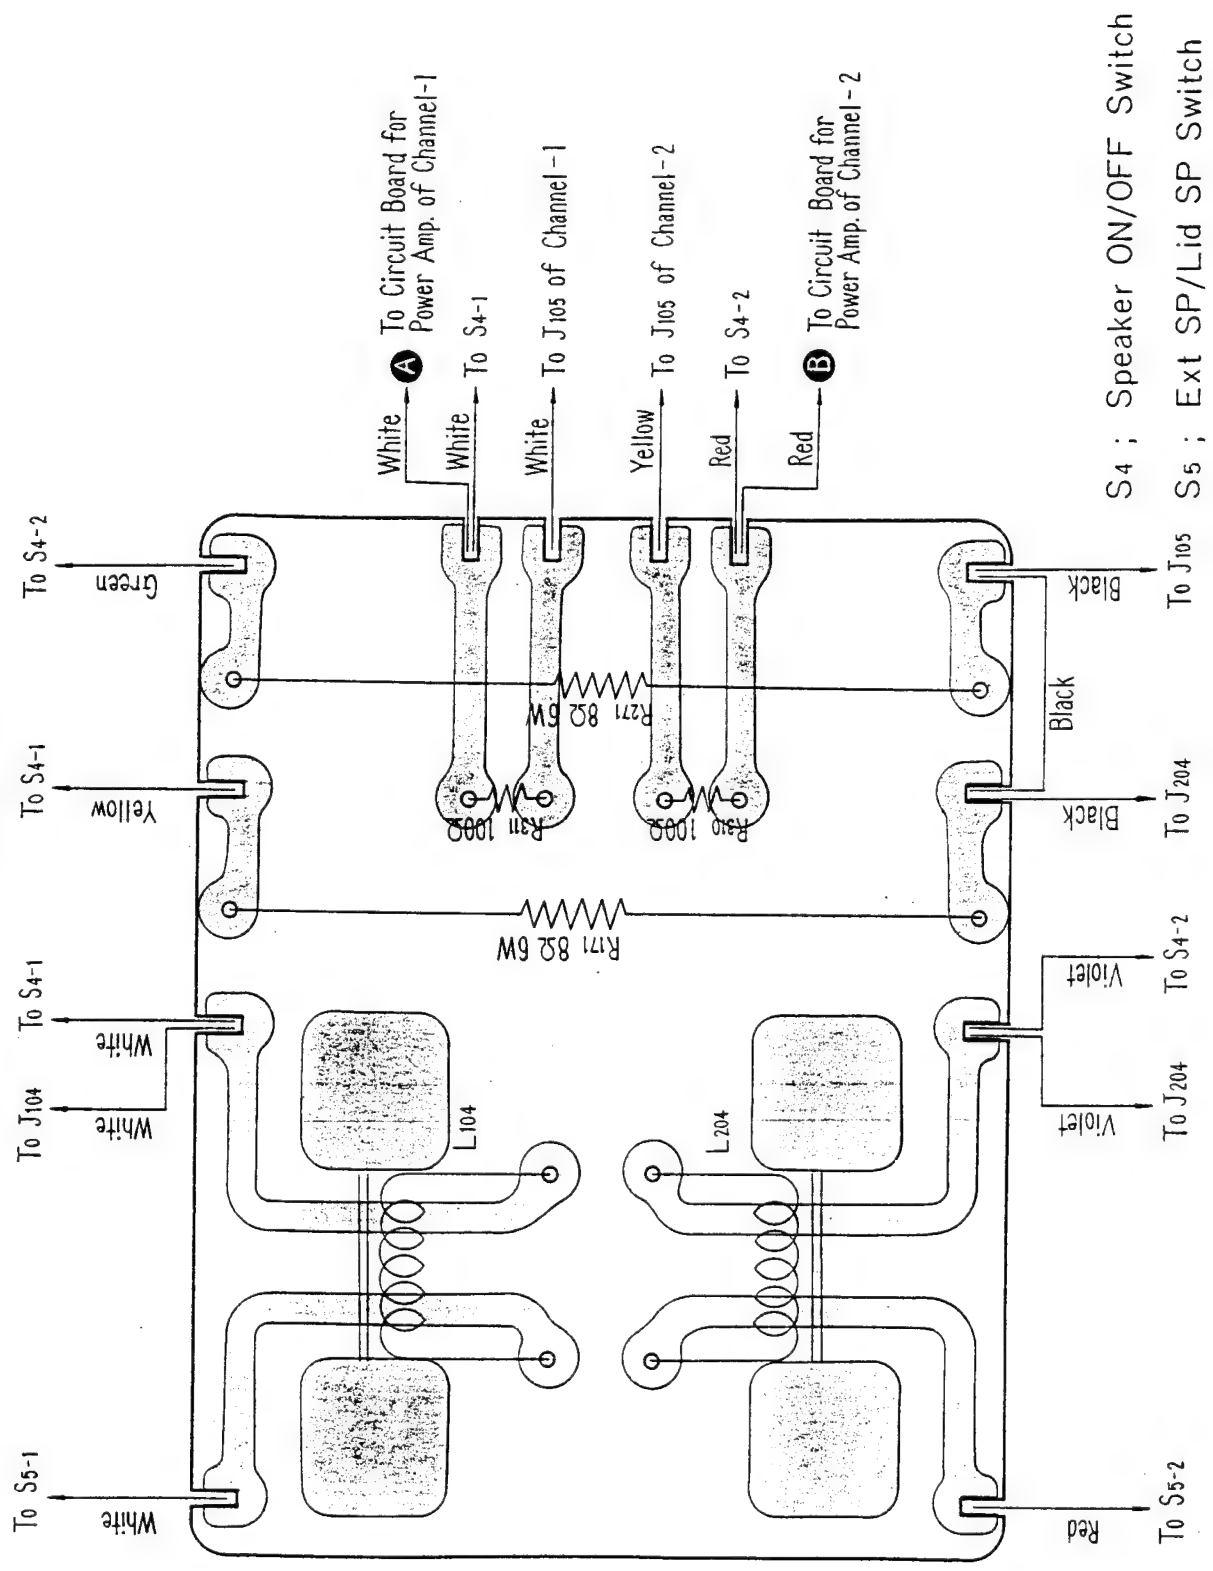 To S5-1
White
To J104
White
To S4-1
White
To S4-1
Yellow
To S4-2
Green
L104
L204
R171 8Ω 6W
R271 8Ω 6W
R311 100Ω
R310 100Ω
White
A
To Circuit Board for
Power Amp. of Channel-1
White
To S4-1
White
To J105 of Channel-1
Yellow
To J105 of Channel-2
Red
To S4-2
Red
B
To Circuit Board for
Power Amp. of Channel-2
Red
To S5-2
Violet
To J204
Violet
To S4-2
Black
To J204
Black
Black
To J105
S4 ; Speaker ON/OFF Switch
S5 ; Ext SP/Lid SP Switch